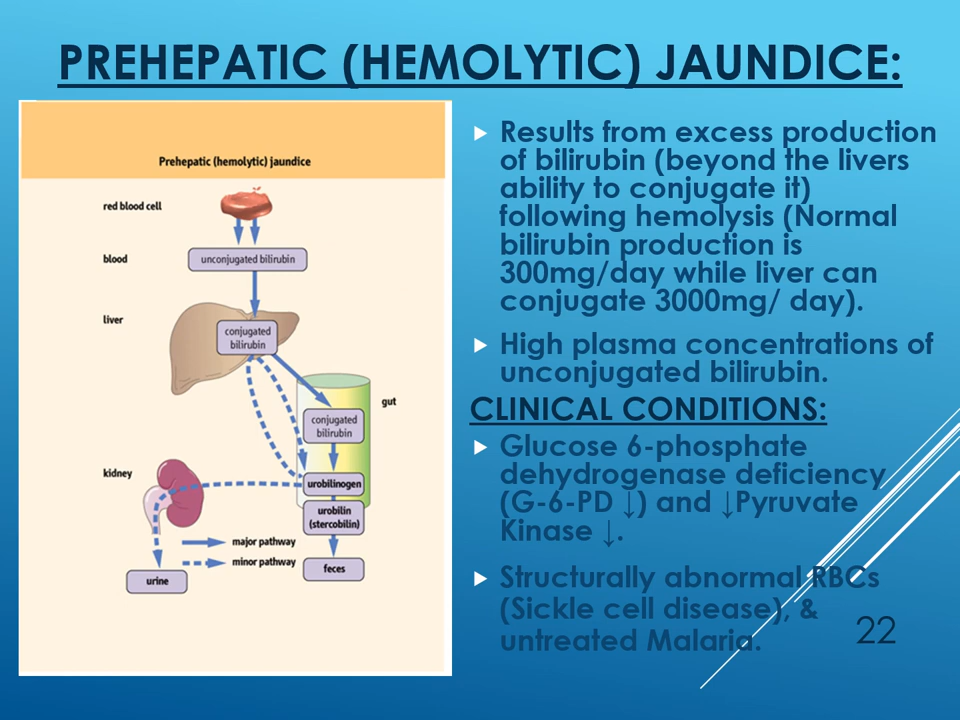 PREHEPATIC (HEMOLYTIC) JAUNDICE:
Prehepatic (hemolytic) jaundice
red blood cell
blood
unconjugated bilirubin
liver
conjugated
bilirubin
gut
conjugated
bilirubin
kidney
urobilinogen
urobilin
(stercobilin)
major pathway
minor pathway
feces
urine
Results from excess production
of bilirubin (beyond the livers
ability to conjugate it)
following hemolysis (Normal
bilirubin production is
300mg/day while liver can
conjugate 3000mg/ day).
High plasma concentrations of
unconjugated bilirubin.
CLINICAL CONDITIONS:
Glucose 6-phosphate
dehydrogenase deficiency
(G-6-PD ↓) and ↓Pyruvate
Kinase ↓.
Structurally abnormal RBCs
(Sickle cell disease), &
untreated Malaria.
22